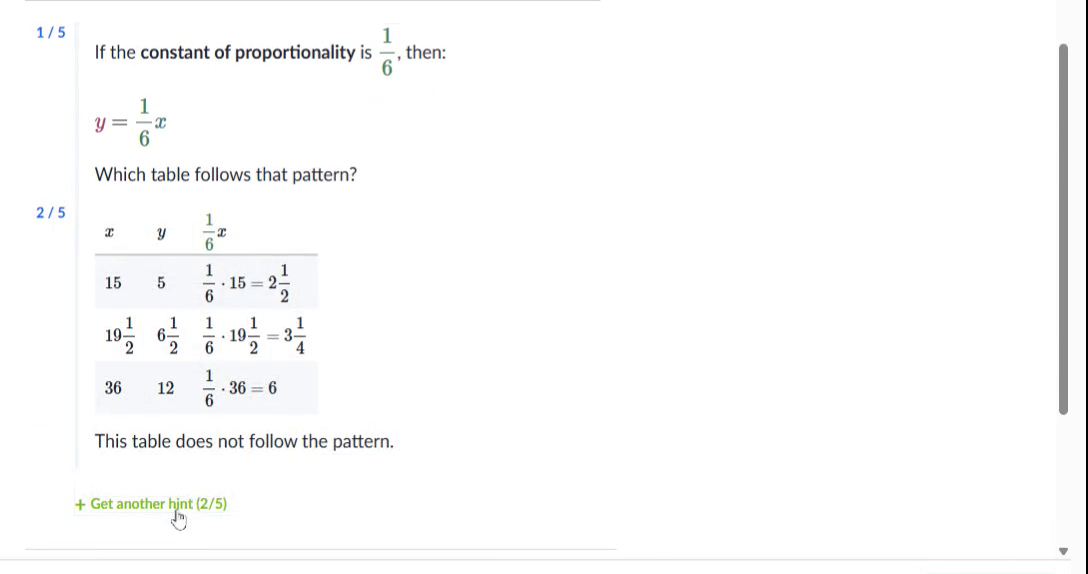 1 / 5
If the constant of proportionality is 1/6, then:
y = 1/6 x
Which table follows that pattern?
2 / 5
x y 1/6 x
15 5 1/6 · 15 = 2 1/2
19 1/2 6 1/2 1/6 · 19 1/2 = 3 1/4
36 12 1/6 · 36 = 6
This table does not follow the pattern.
+ Get another hint (2/5)